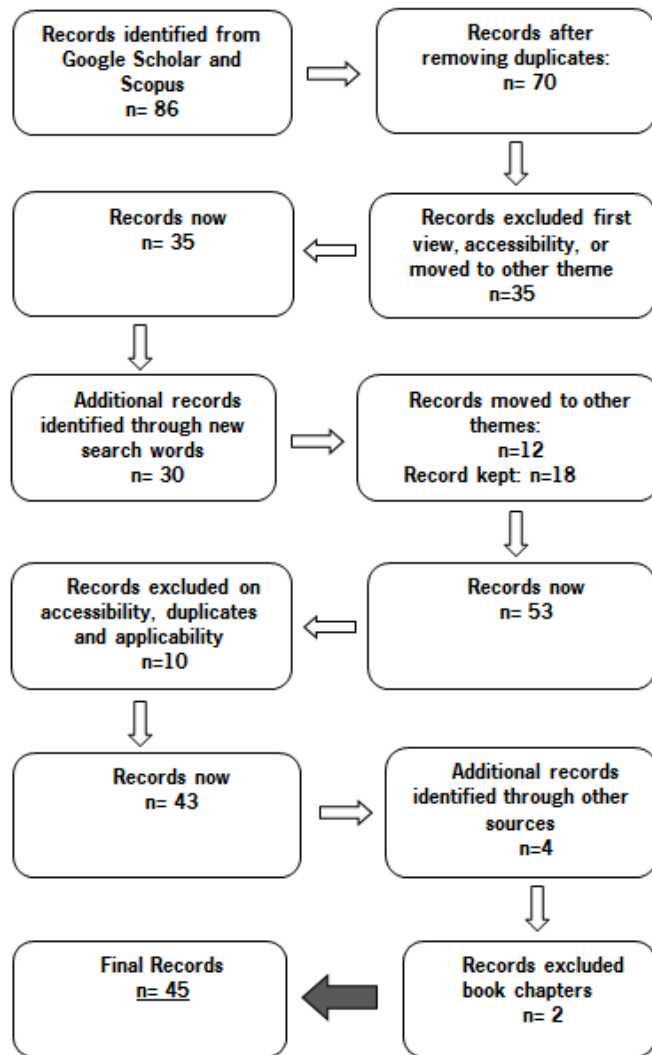 Records identified from
Google Scholar and
Scopus
n= 86
Records after
removing duplicates:
n= 70
Records excluded first
view, accessibility, or
moved to other theme
n=35
Records now
n= 35
Additional records
identified through new
search words
n= 30
Records moved to other
themes:
n=12
Record kept: n=18
Records now
n= 53
Records excluded on
accessibility, duplicates
and applicability
n=10
Records now
n= 43
Additional records
identified through other
sources
n=4
Records excluded
book chapters
n= 2
Final Records
n= 45